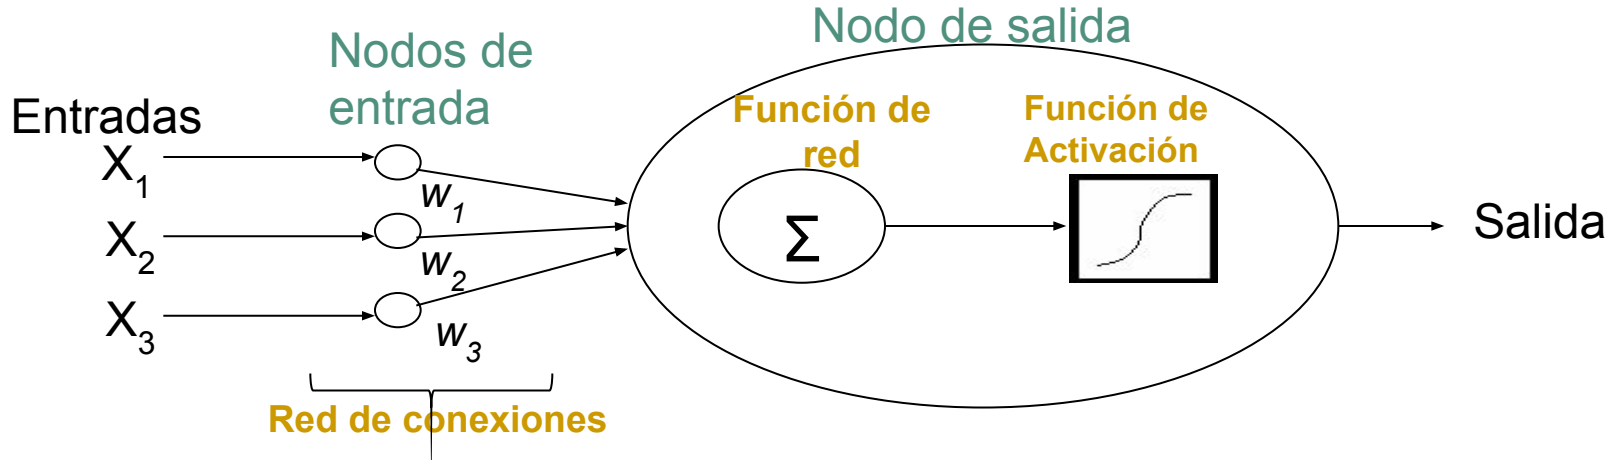 Nodo de salida
Nodos de
entrada
Entradas
Función de
red
Función de
Activación
X1
w1
X2
w2
X3
w3
Σ
Salida
Red de conexiones